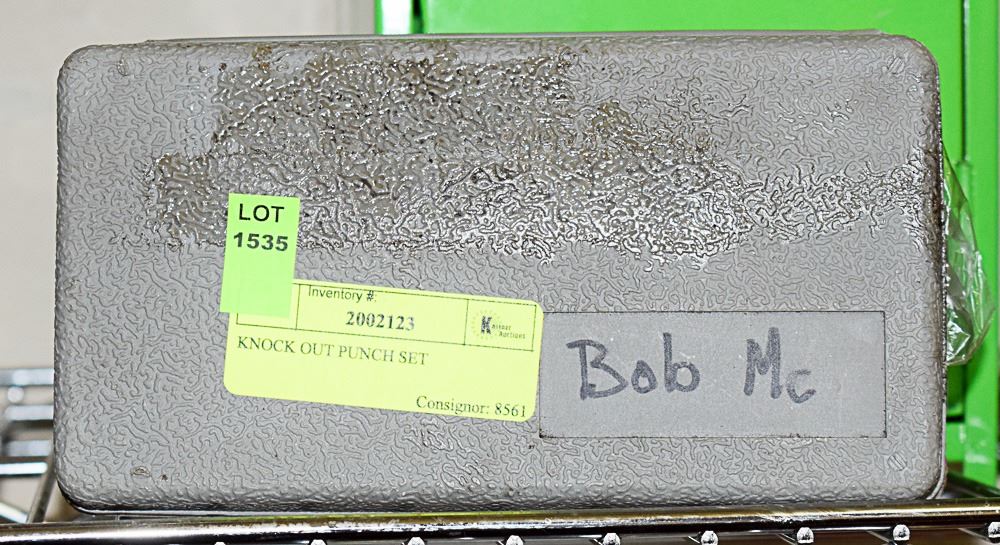 LOT
1535
Inventory #:
2002123
KNOCK OUT PUNCH SET
Consignor: 8561
Bob Mc